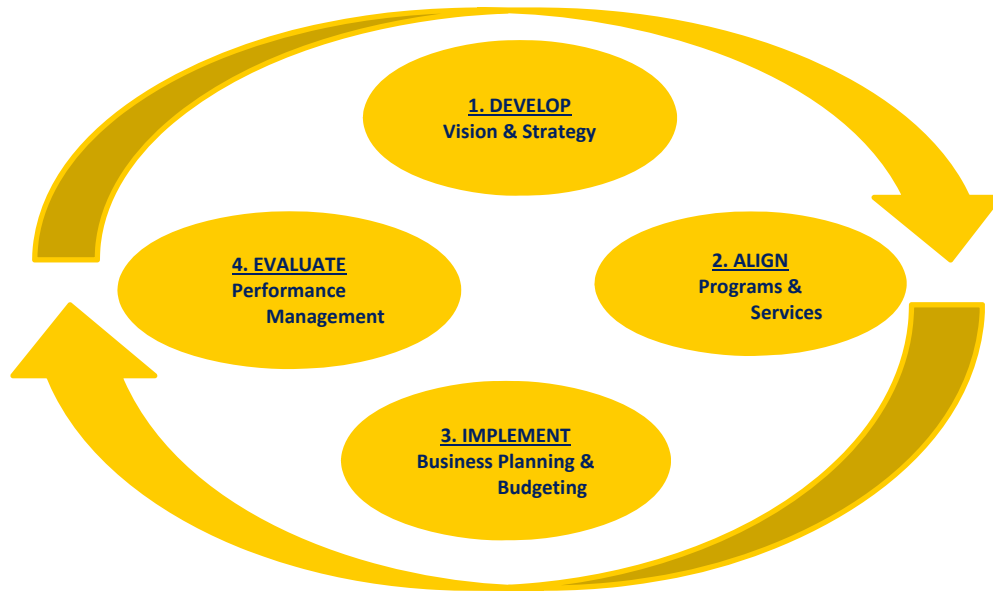 1. DEVELOP
Vision & Strategy
2. ALIGN
Programs &
Services
3. IMPLEMENT
Business Planning &
Budgeting
4. EVALUATE
Performance
Management